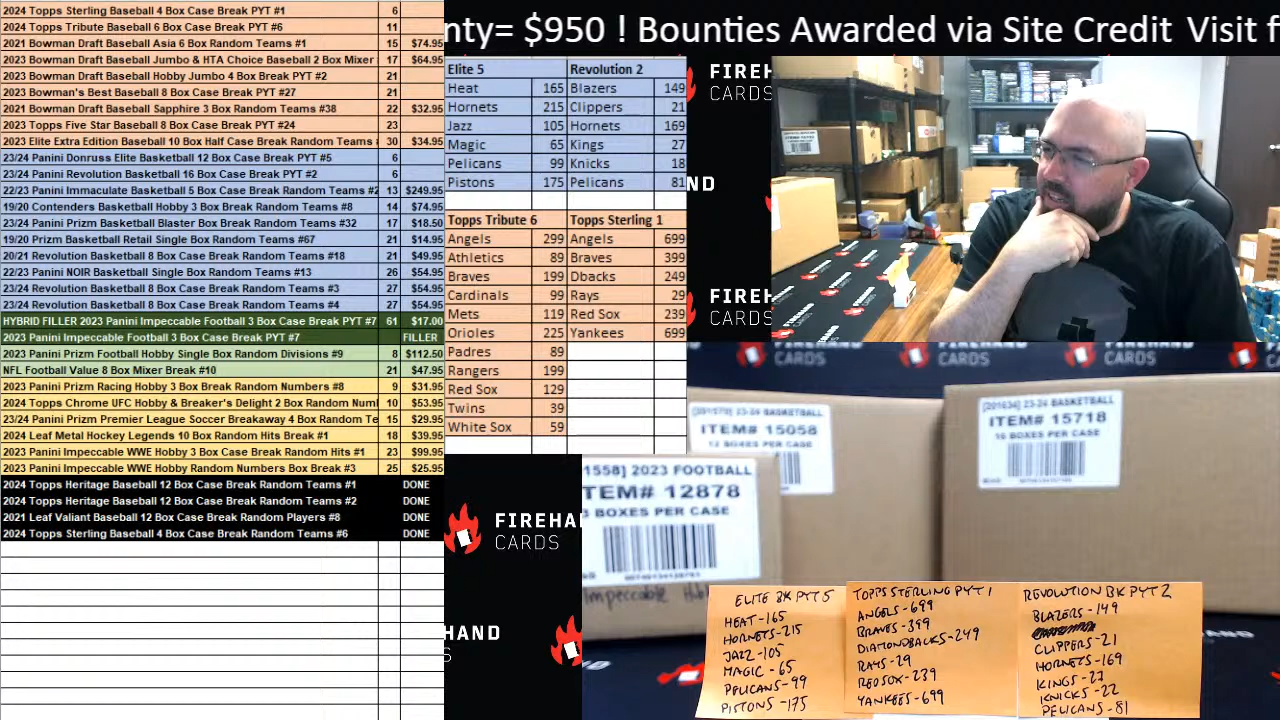 2024 Topps Sterling Baseball 4 Box Case Break PYT #1 6
2024 Topps Tribute Baseball 6 Box Case Break PYT #6 11
2021 Bowman Draft Baseball Asia 6 Box Random Teams #1 15 $74.95
2023 Bowman Draft Baseball Jumbo & HTA Choice Baseball 2 Box Mixer 17 $64.95
2023 Bowman Draft Baseball Hobby Jumbo 4 Box Break PYT #2 21
2023 Bowman's Best Baseball 8 Box Case Break PYT #27 21
2021 Bowman Draft Baseball Sapphire 3 Box Random Teams #38 22 $32.95
2023 Topps Five Star Baseball 8 Box Case Break PYT #24 23
2023 Elite Extra Edition Baseball 10 Box Half Case Break Random Teams 30 $34.95
23/24 Panini Donruss Elite Basketball 12 Box Case Break PYT #5 6
23/24 Panini Revolution Basketball 16 Box Case Break PYT #2 6
22/23 Panini Immaculate Basketball 5 Box Case Break Random Teams #2 13 $249.95
19/20 Contenders Basketball Hobby 3 Box Break Random Teams #8 14 $74.95
23/24 Panini Prizm Basketball Blaster Box Break Random Teams #32 17 $18.50
19/20 Prizm Basketball Retail Single Box Random Teams #67 21 $14.95
20/21 Revolution Basketball 8 Box Case Break Random Teams #18 21 $49.95
22/23 Panini NOIR Basketball Single Box Random Teams #13 26 $54.95
23/24 Revolution Basketball 8 Box Case Break Random Teams #3 27 $54.95
23/24 Revolution Basketball 8 Box Case Break Random Teams #4 27 $54.95
HYBRID FILLER 2023 Panini Impeccable Football 3 Box Case Break PYT #7 61 $17.00
2023 Panini Impeccable Football 3 Box Case Break PYT #7 FILLER
2023 Panini Prizm Football Hobby Single Box Random Divisions #9 8 $112.50
NFL Football Value 8 Box Mixer Break #10 21 $47.95
2023 Panini Prizm Racing Hobby 3 Box Break Random Numbers #8 9 $31.95
2024 Topps Chrome UFC Hobby & Breaker's Delight 2 Box Random Numl 10 $53.95
23/24 Panini Prizm Premier League Soccer Breakaway 4 Box Random Te 15 $29.95
2024 Leaf Metal Hockey Legends 10 Box Random Hits Break #1 18 $39.95
2023 Panini Impeccable WWE Hobby 3 Box Case Break Random Hits #1 23 $99.95
2023 Panini Impeccable WWE Hobby Random Numbers Box Break #3 25 $25.95
2024 Topps Heritage Baseball 12 Box Case Break Random Teams #1 DONE
2024 Topps Heritage Baseball 12 Box Case Break Random Teams #2 DONE
2021 Leaf Valiant Baseball 12 Box Case Break Random Players #8 DONE
2024 Topps Sterling Baseball 4 Box Case Break Random Teams #6 DONE
nty= $950 ! Bounties Awarded via Site Credit Visit f
Elite 5 Revolution 2
Heat 165 Blazers 149
Hornets 215 Clippers 21
Jazz 105 Hornets 169
Magic 65 Kings 27
Pelicans 99 Knicks 18
Pistons 175 Pelicans 81
Topps Tribute 6 Topps Sterling 1
Angels 299 Angels 699
Athletics 89 Braves 399
Braves 199 Dbacks 249
Cardinals 99 Rays 29
Mets 119 Red Sox 239
Orioles 225 Yankees 699
Padres 89
Rangers 199
Red Sox 129
Twins 39
White Sox 59
FIREH
CARDS
ND
FIREH
CARDS
CARDS
CARDS
CARDS
FIREHAND
CARDS
HAND
S
23-24 BASKETBALL
ITEM# 15058
12 BOXES PER CASE
[201634] 23-24 BASKETBALL
ITEM# 15718
16 BOXES PER CASE
1558] 2023 FOOTBALL
TEM# 12878
3 BOXES PER CASE
Impeccable
ELITE BK PYT 5
HEAT-165
HORNETS-215
JAZZ-105
MAGIC-65
PELICANS-99
PISTONS-175
TOPPS STERLING PYT 1
ANGELS-699
BRAVES-399
DIAMONDBACKS-249
RAYS-29
RED SOX-239
YANKEES-699
REVOLUTION BK PYT 2
BLAZERS-149
CLIPPERS-21
HORNETS-169
KINGS-27
KNICKS-22
PELICANS-81